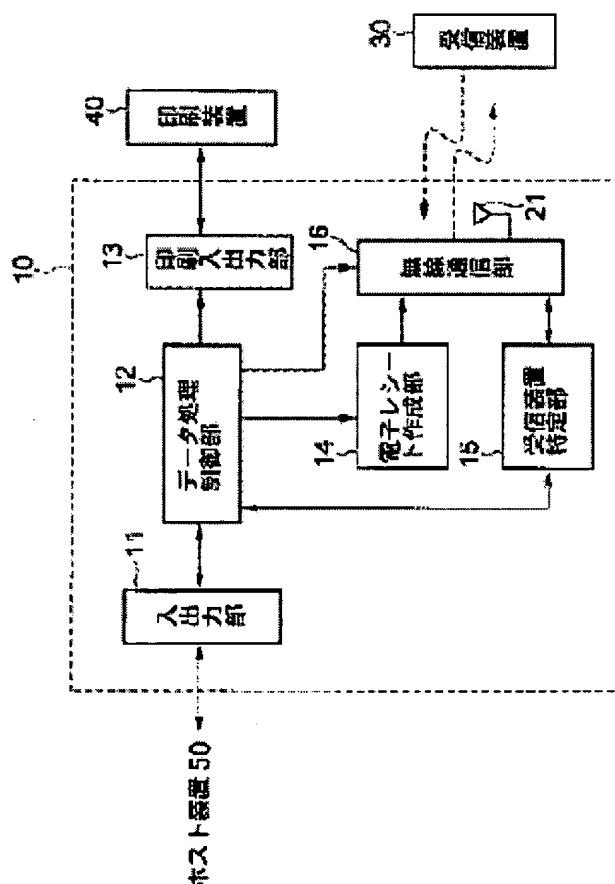 10
ホスト装置 50
11
入出力部
12
データ処理
制御部
13
印刷入出力部
40
印刷装置
14
電子レシー
ト作成部
15
受信装置
特定部
16
無線通信部
21
30
受信装置